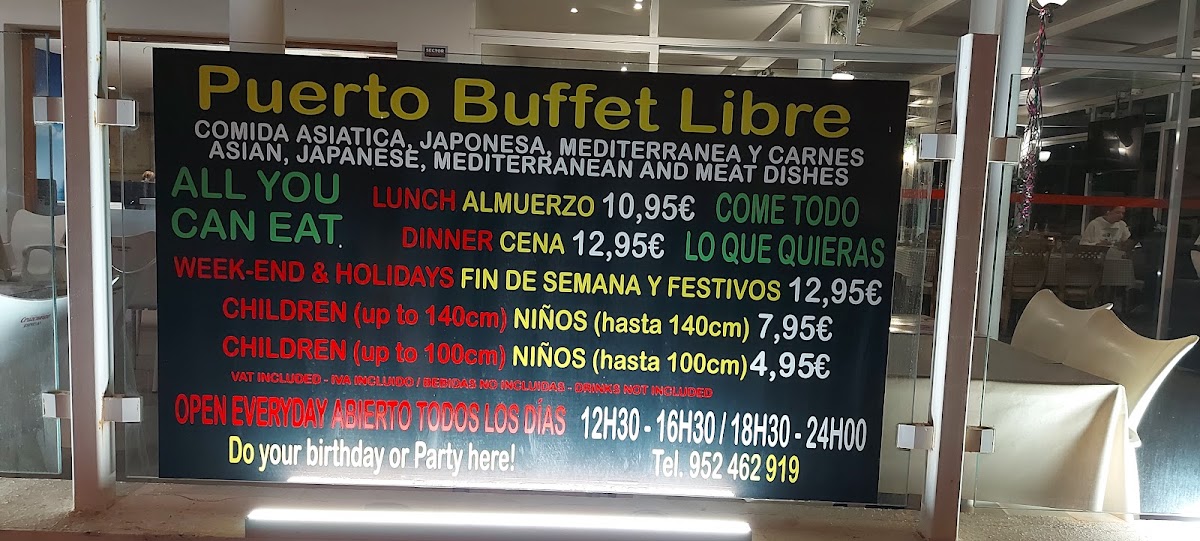 SECTOR
Puerto Buffet Libre
COMIDA ASIATICA, JAPONESA, MEDITERRANEA Y CARNES
ASIAN, JAPANESE, MEDITERRANEAN AND MEAT DISHES
ALL YOU CAN EAT.
LUNCH ALMUERZO 10,95€ COME TODO
DINNER CENA 12,95€ LO QUE QUIERAS
WEEK-END & HOLIDAYS FIN DE SEMANA Y FESTIVOS 12,95€
CHILDREN (up to 140cm) NIÑOS (hasta 140cm) 7,95€
CHILDREN (up to 100cm) NIÑOS (hasta 100cm) 4,95€
VAT INCLUDED - IVA INCLUIDO / BEBIDAS NO INCLUIDAS - DRINKS NOT INCLUDED
OPEN EVERYDAY ABIERTO TODOS LOS DÍAS 12H30 - 16H30 / 18H30 - 24H00
Do your birthday or Party here! Tel. 952 462 919